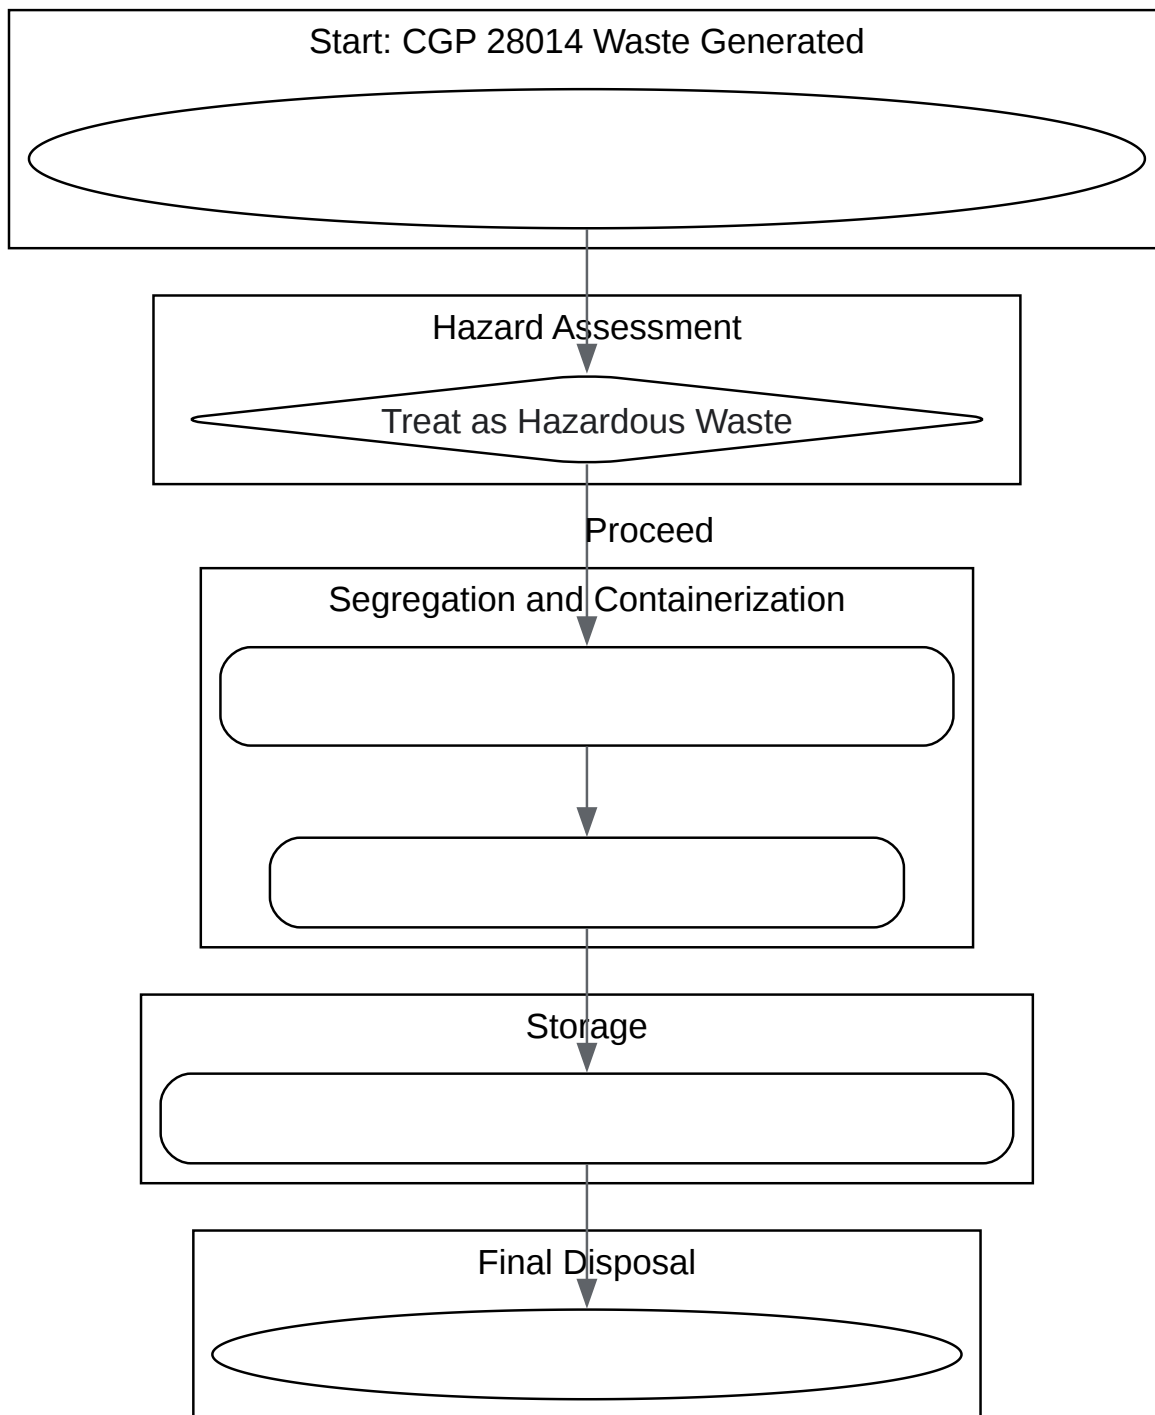 Start: CGP 28014 Waste Generated
Hazard Assessment
Treat as Hazardous Waste
Proceed
Segregation and Containerization
Storage
Final Disposal